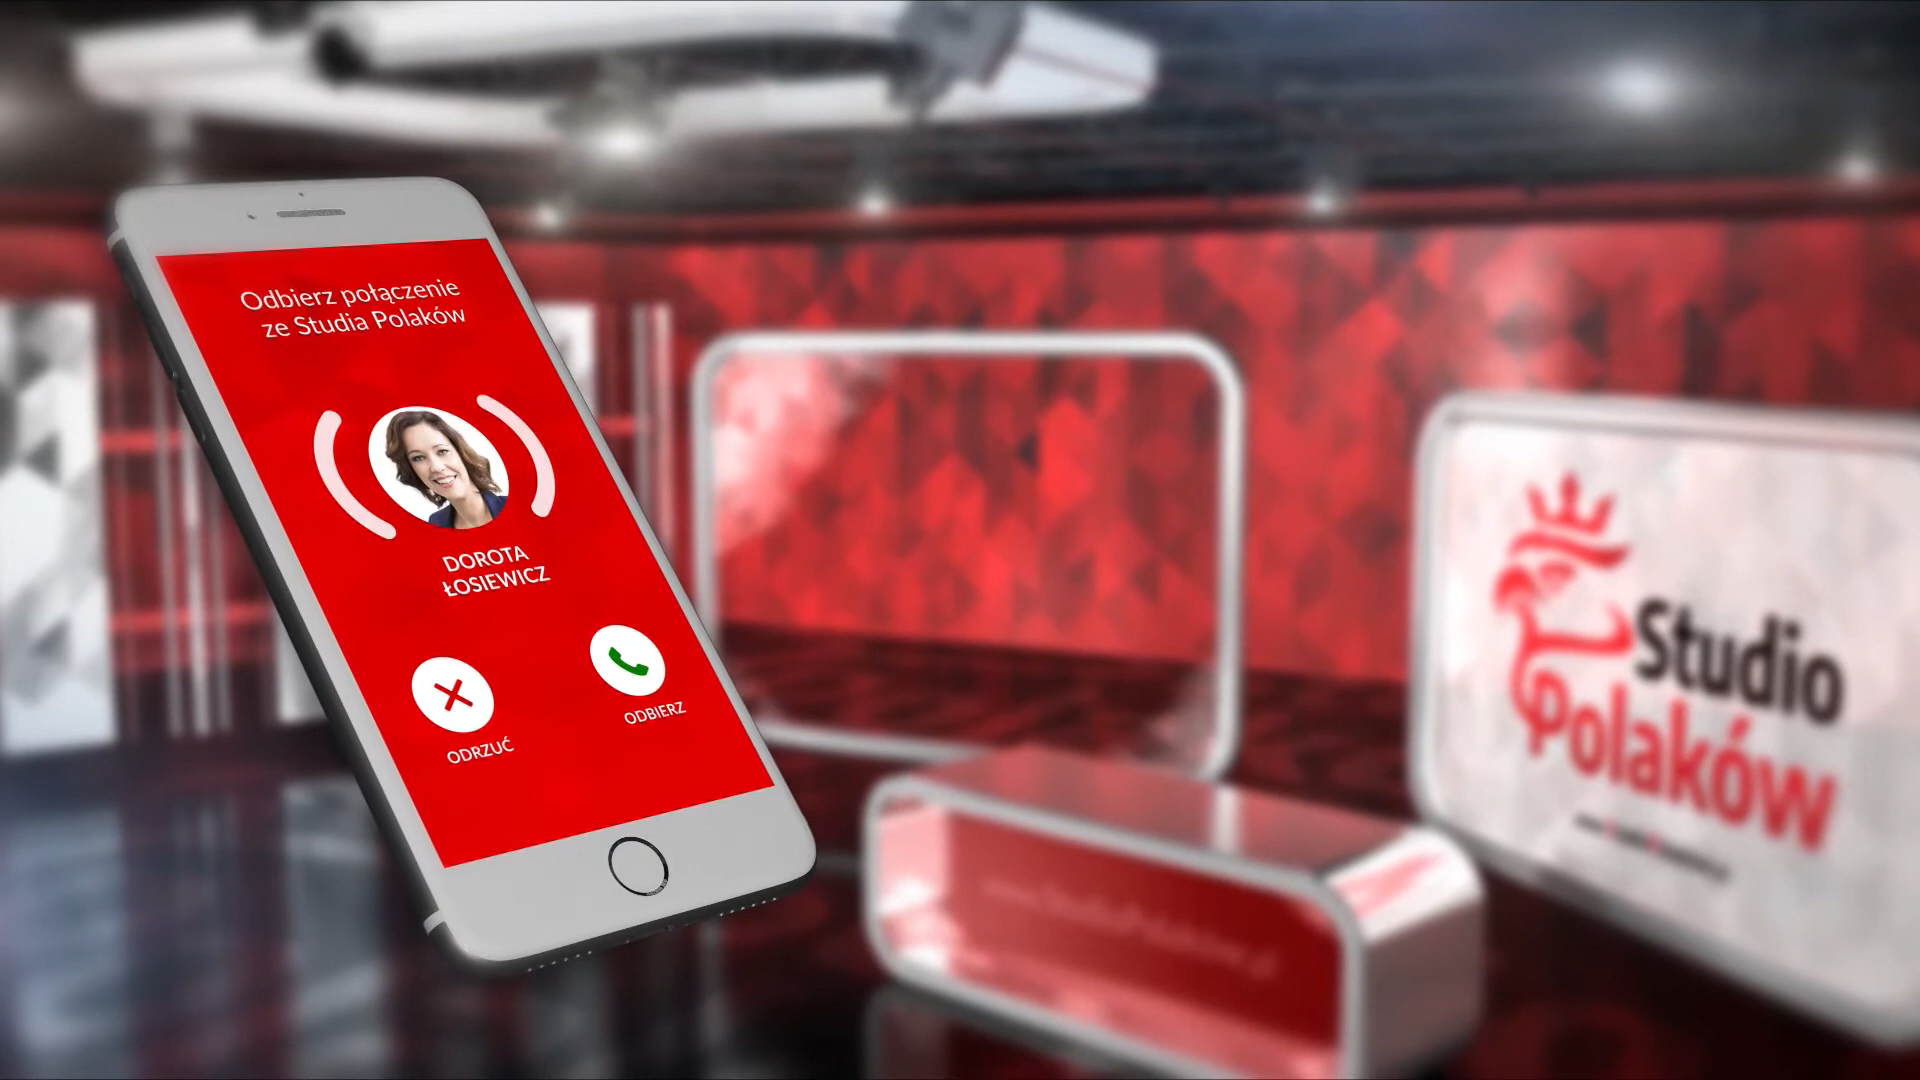 Odbierz połączenie
ze Studia Polaków
DOROTA
ŁOSIEWICZ
ODRZUĆ
ODBIERZ
Studio
Polaków